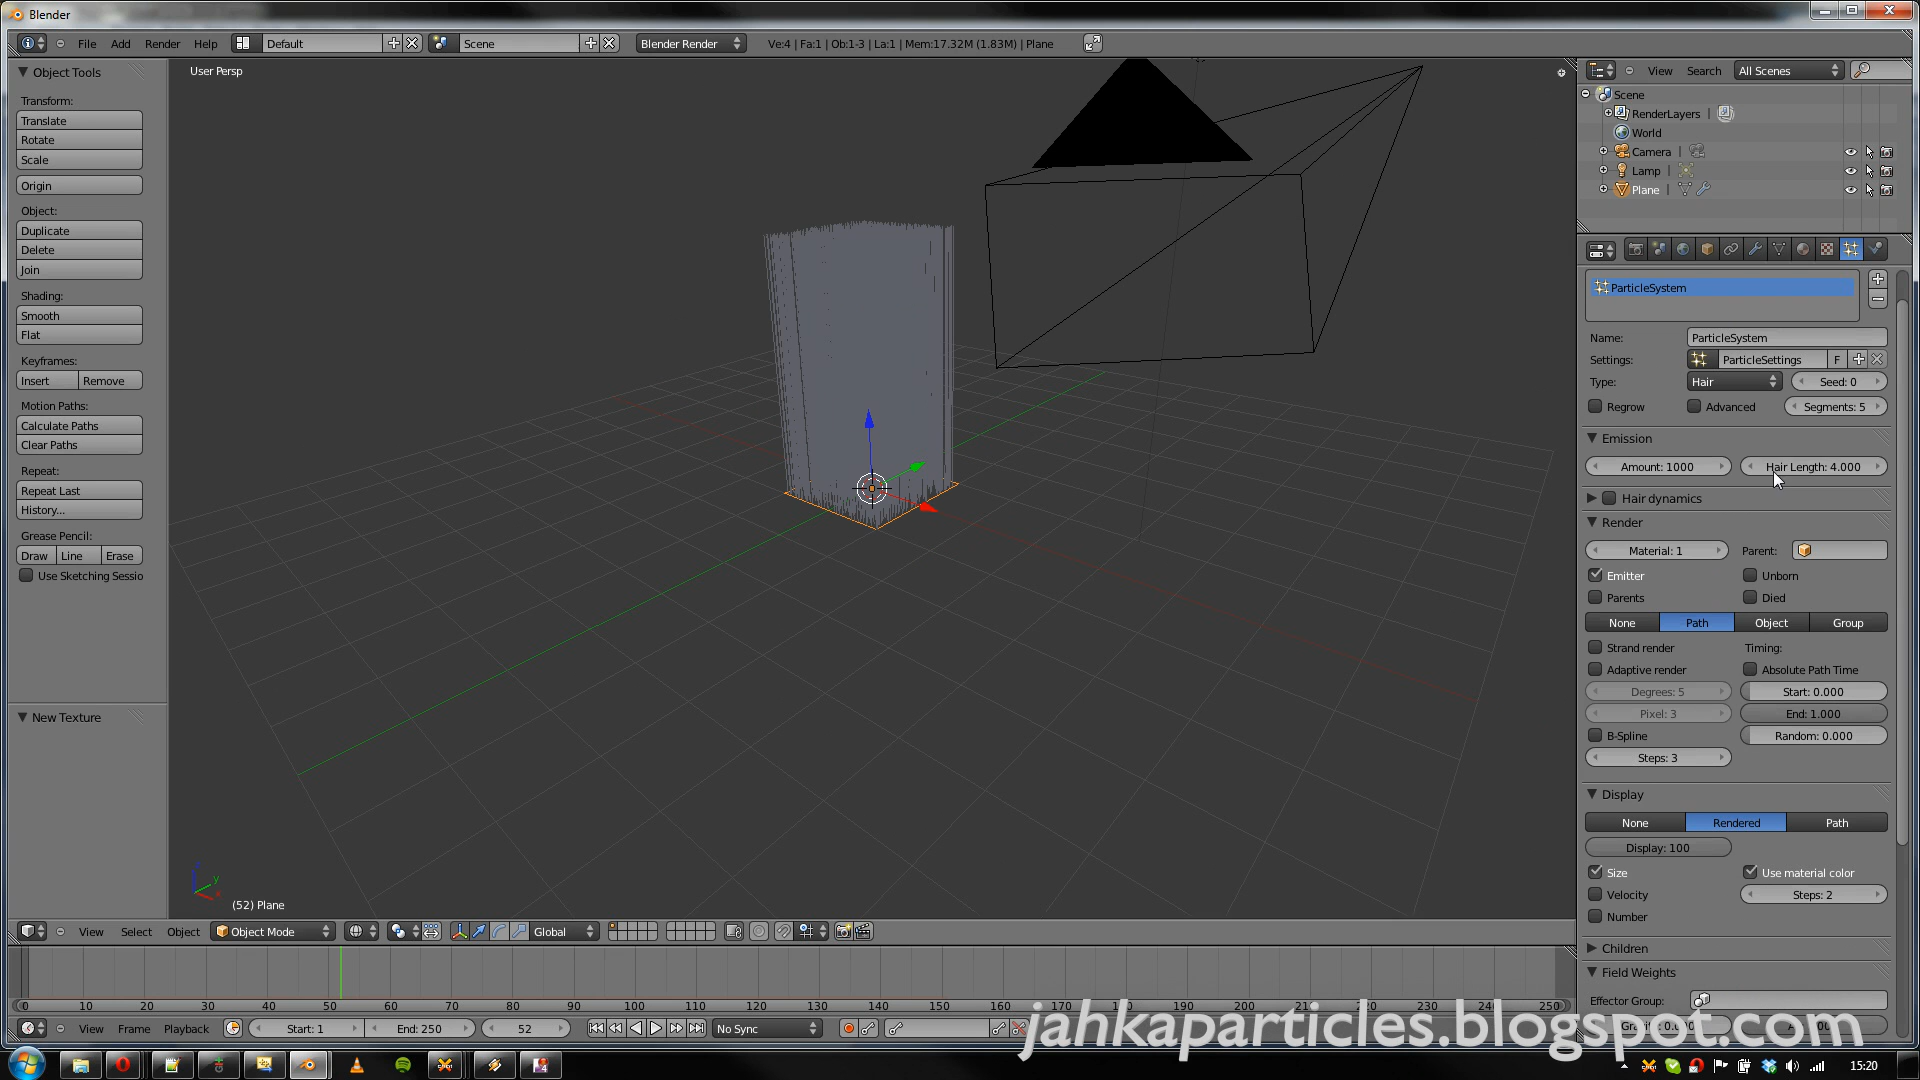 Blender
File Add Render Help Default Scene Blender Render Ve:4 | Fa:1 | Ob:1-3 | La:1 | Mem:17.32M (1.83M) | Plane
Object Tools
Transform:
Translate
Rotate
Scale
Origin
Object:
Duplicate
Delete
Join
Shading:
Smooth
Flat
Keyframes:
Insert Remove
Motion Paths:
Calculate Paths
Clear Paths
Repeat:
Repeat Last
History...
Grease Pencil:
Draw Line Erase
Use Sketching Sessio
New Texture
User Persp
y
(52) Plane
View Select Object Object Mode Global
0 10 20 30 40 50 60 70 80 90 100 110 120 130 140 150 160 170 180 190 200 210 220 230 240 250
View Frame Playback Start: 1 End: 250 52 No Sync
View Search All Scenes
Scene
RenderLayers |
World
Camera |
Lamp |
Plane |
ParticleSystem
Name: ParticleSystem
Settings: ParticleSettings F
Type: Hair Seed: 0
Regrow Advanced Segments: 5
Emission
Amount: 1000 Hair Length: 4.000
Hair dynamics
Render
Material: 1 Parent:
Emitter Unborn
Parents Died
None Path Object Group
Strand render Timing:
Adaptive render Absolute Path Time
Degrees: 5 Start: 0.000
Pixel: 3 End: 1.000
B-Spline Random: 0.000
Steps: 3
Display
None Rendered Path
Display: 100
Size Use material color
Velocity Steps: 2
Number
Children
Field Weights
Effector Group:
jahkaparticles.blogspot.com
15:20